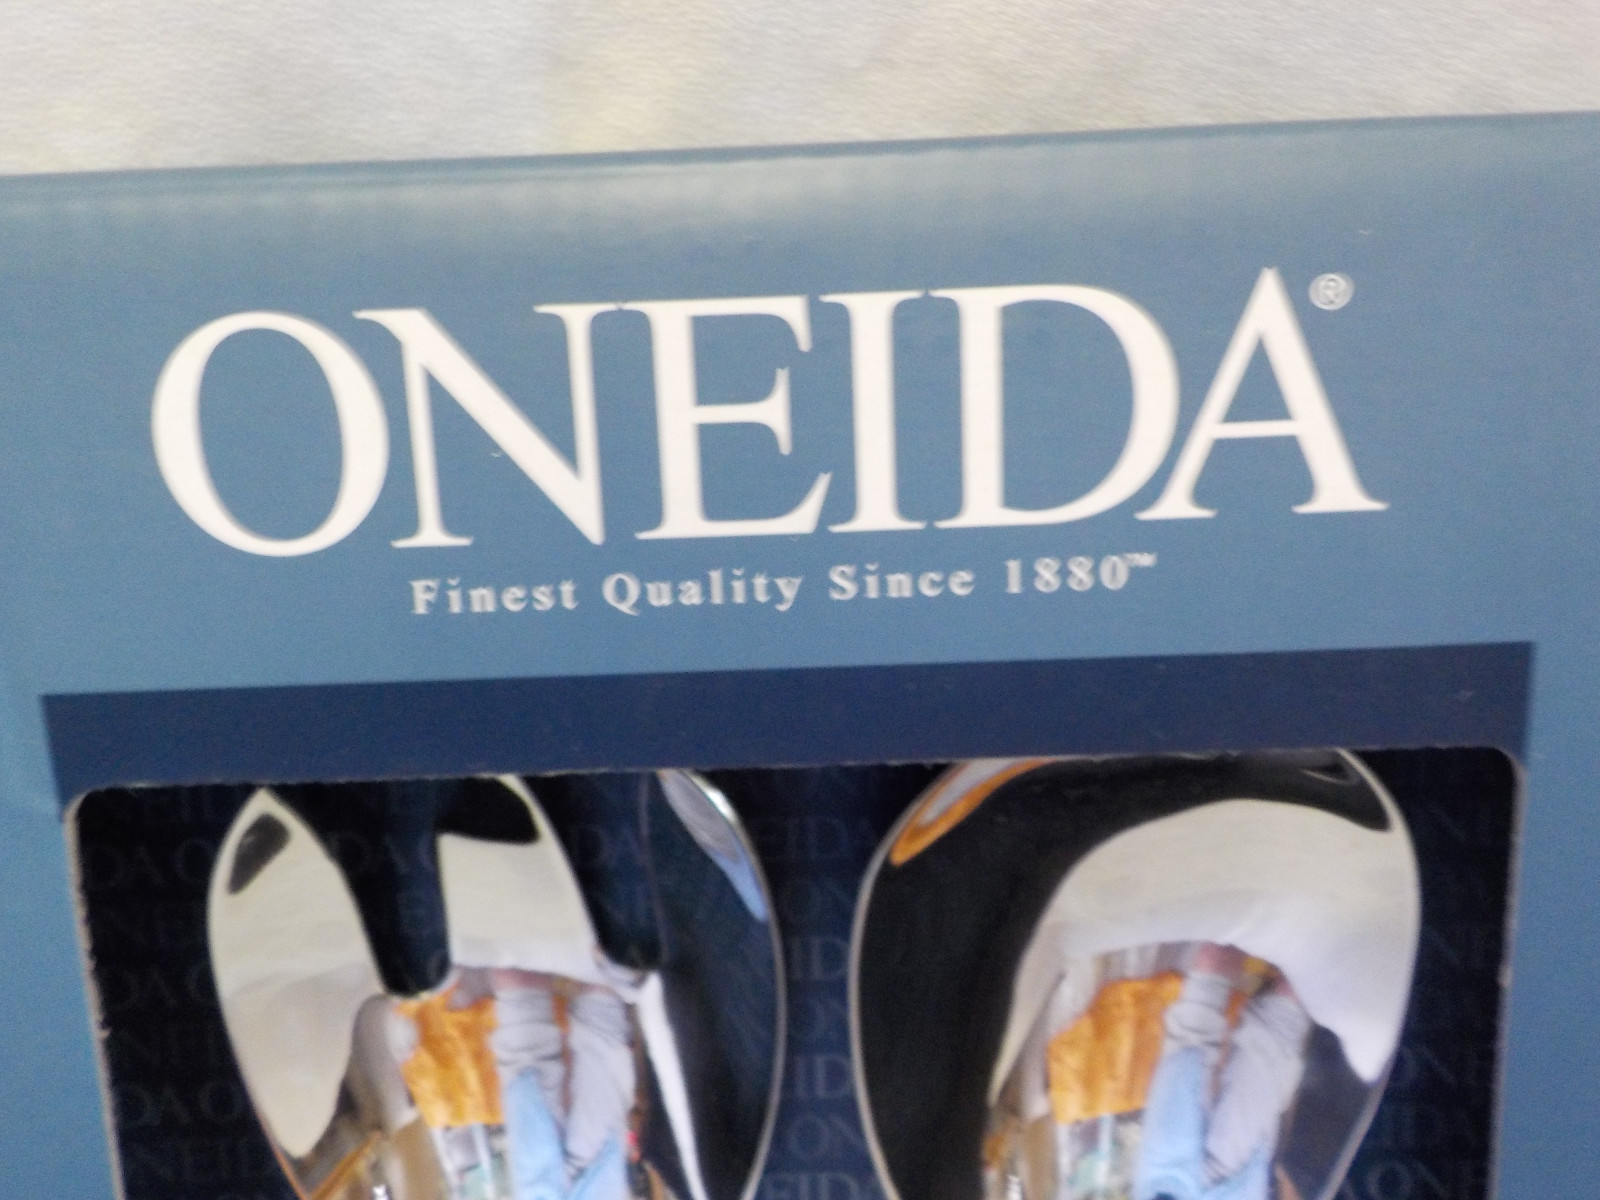 ONEIDA®
Finest Quality Since 1880™